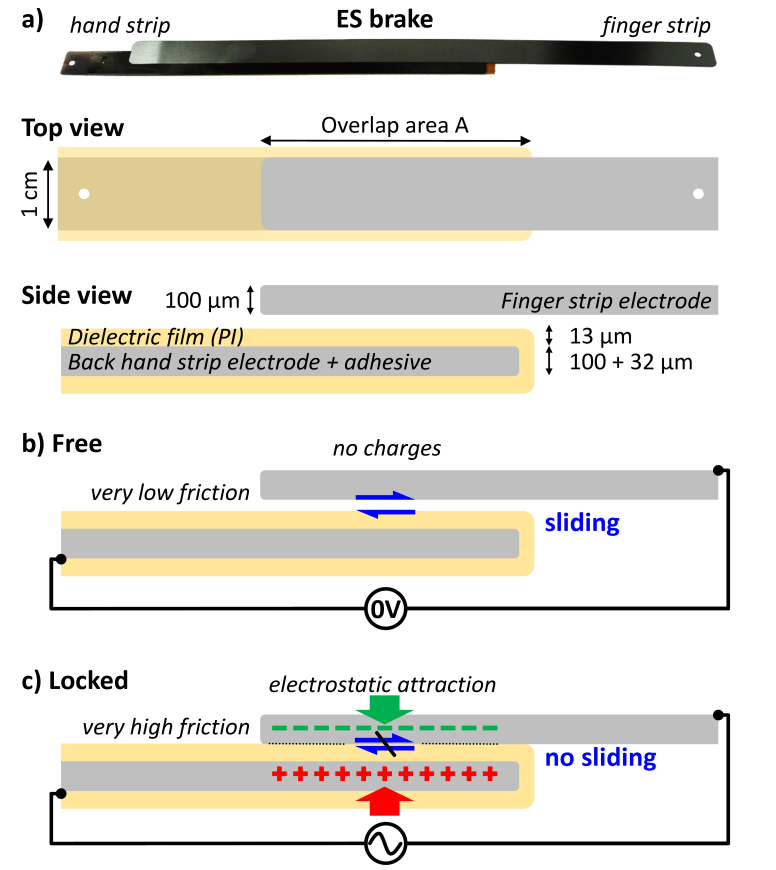 a)
hand strip
ES brake
finger strip
Top view
Overlap area A
1 cm
Side view
100 µm
Finger strip electrode
Dielectric film (PI)
13 µm
Back hand strip electrode + adhesive
100 + 32 µm
b) Free
no charges
very low friction
sliding
0V
c) Locked
electrostatic attraction
very high friction
no sliding